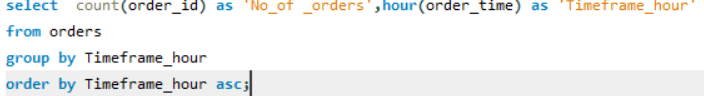 select  count(order_id) as 'No_of _orders',hour(order_time) as 'Timeframe_hour'
from orders
group by Timeframe_hour
order by Timeframe_hour asc;